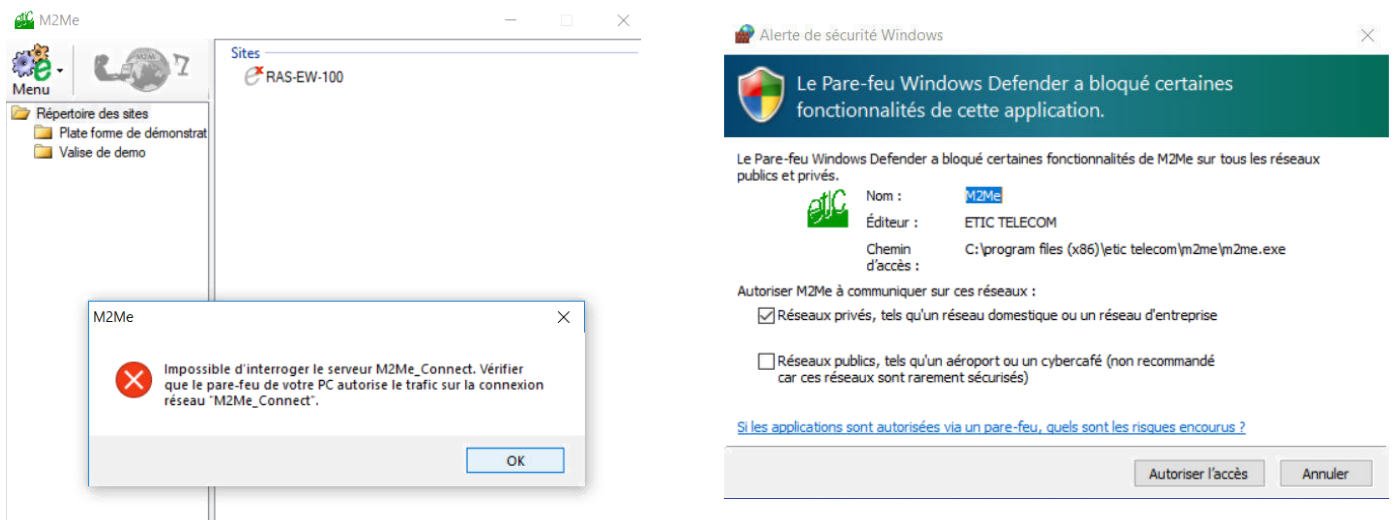 M2Me
Menu
M2Me
Sites
RAS-EW-100
Répertoire des sites
Plate forme de démonstrat
Valise de demo
M2Me
Impossible d'interroger le serveur M2Me_Connect. Vérifier
que le pare-feu de votre PC autorise le trafic sur la connexion
réseau "M2Me_Connect".
OK
Alerte de sécurité Windows
Le Pare-feu Windows Defender a bloqué certaines
fonctionnalités de cette application.
Le Pare-feu Windows Defender a bloqué certaines fonctionnalités de M2Me sur tous les réseaux
publics et privés.
etic
Nom : M2Me
Éditeur : ETIC TELECOM
Chemin C:\program files (x86)\etic telecom\m2me\m2me.exe
d'accès :
Autoriser M2Me à communiquer sur ces réseaux :
Réseaux privés, tels qu'un réseau domestique ou un réseau d'entreprise
Réseaux publics, tels qu'un aéroport ou un cybercafé (non recommandé
car ces réseaux sont rarement sécurisés)
Si les applications sont autorisées via un pare-feu, quels sont les risques encourus ?
Autoriser l'accès
Annuler